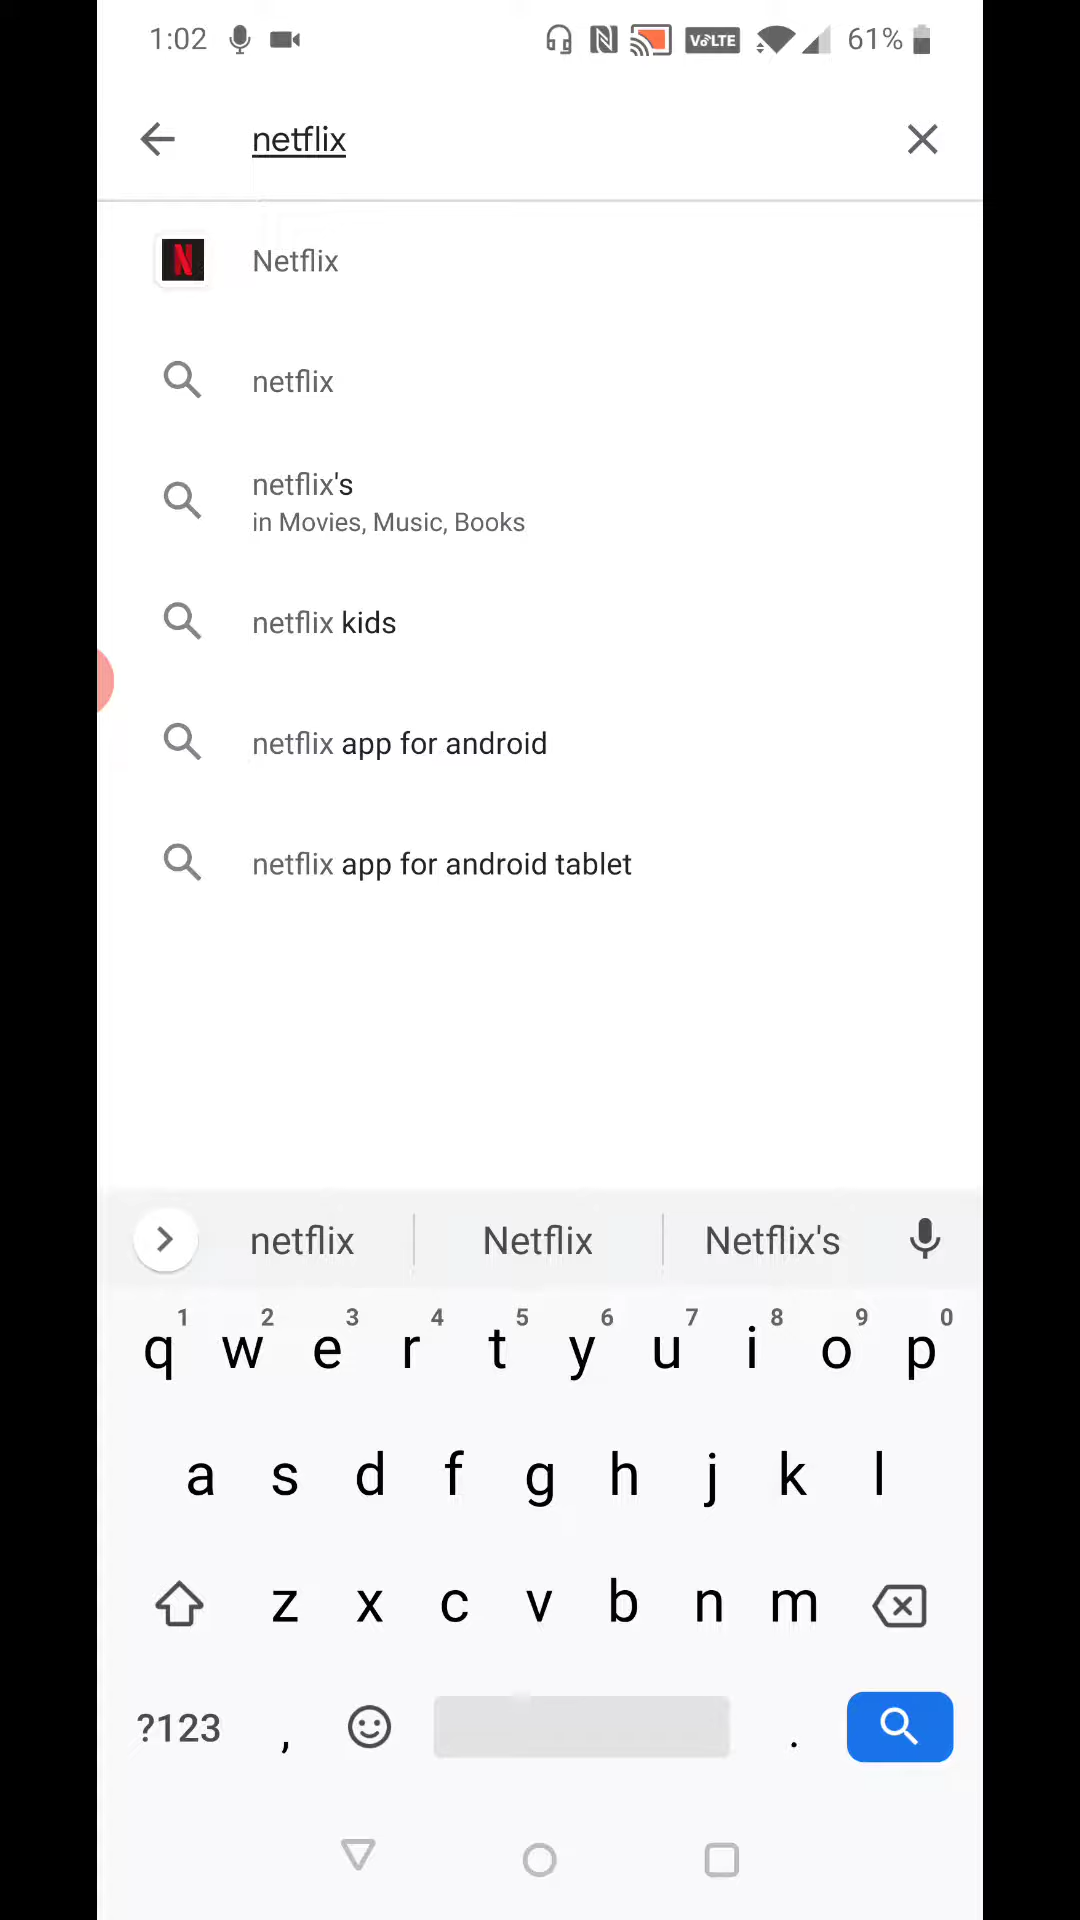 1:02 VoLTE 61%
netflix
N Netflix
netflix
netflix's
in Movies, Music, Books
netflix kids
netflix app for android
netflix app for android tablet
netflix Netflix Netflix's
1 2 3 4 5 6 7 8 9 0
q w e r t y u i o p
a s d f g h j k l
z x c v b n m
?123 , .